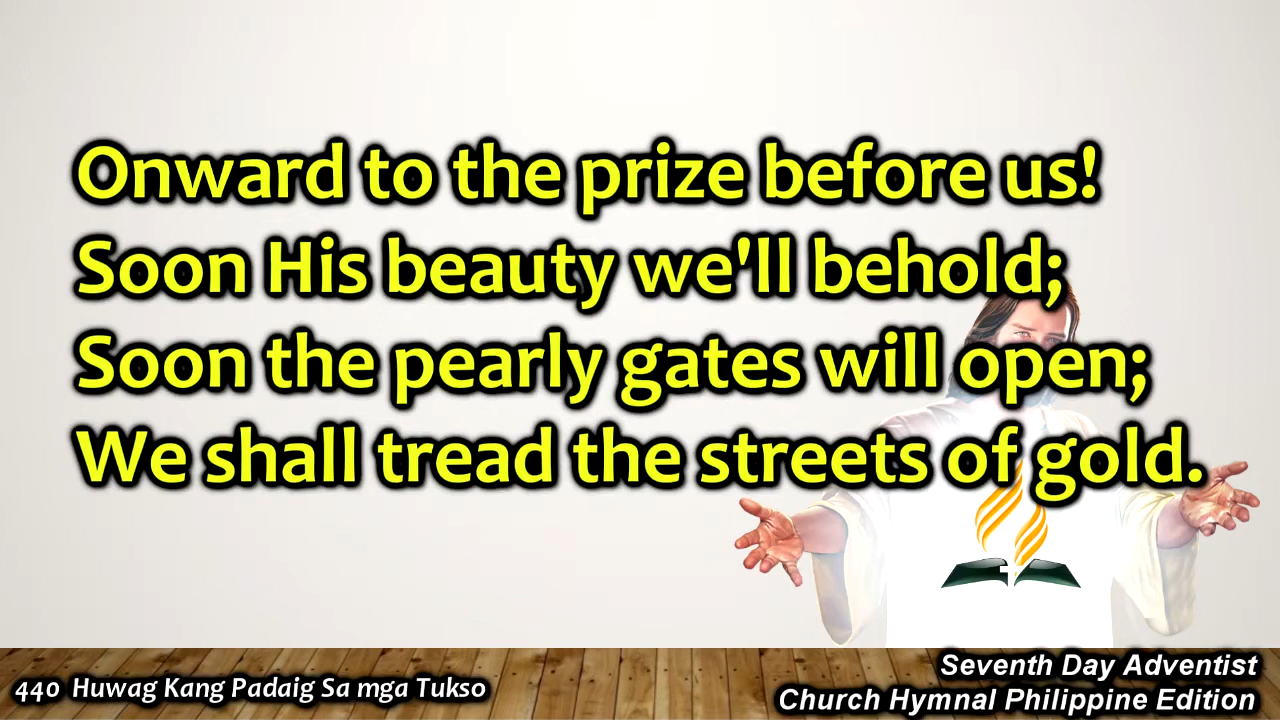 Onward to the prize before us!
Soon His beauty we'll behold;
Soon the pearly gates will open;
We shall tread the streets of gold.
440 Huwag Kang Padaig Sa mga Tukso
Seventh Day Adventist
Church Hymnal Philippine Edition